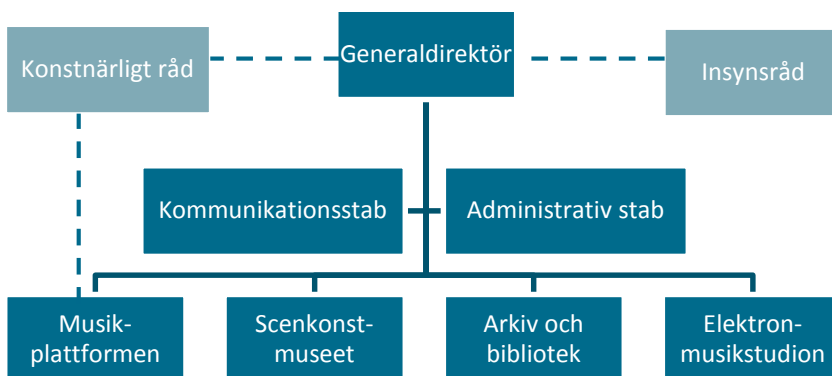 Konstnärligt råd
Generaldirektör
Insynsråd
Kommunikationsstab
Administrativ stab
Musik-
plattformen
Scenkonst-
museet
Arkiv och
bibliotek
Elektron-
musikstudion